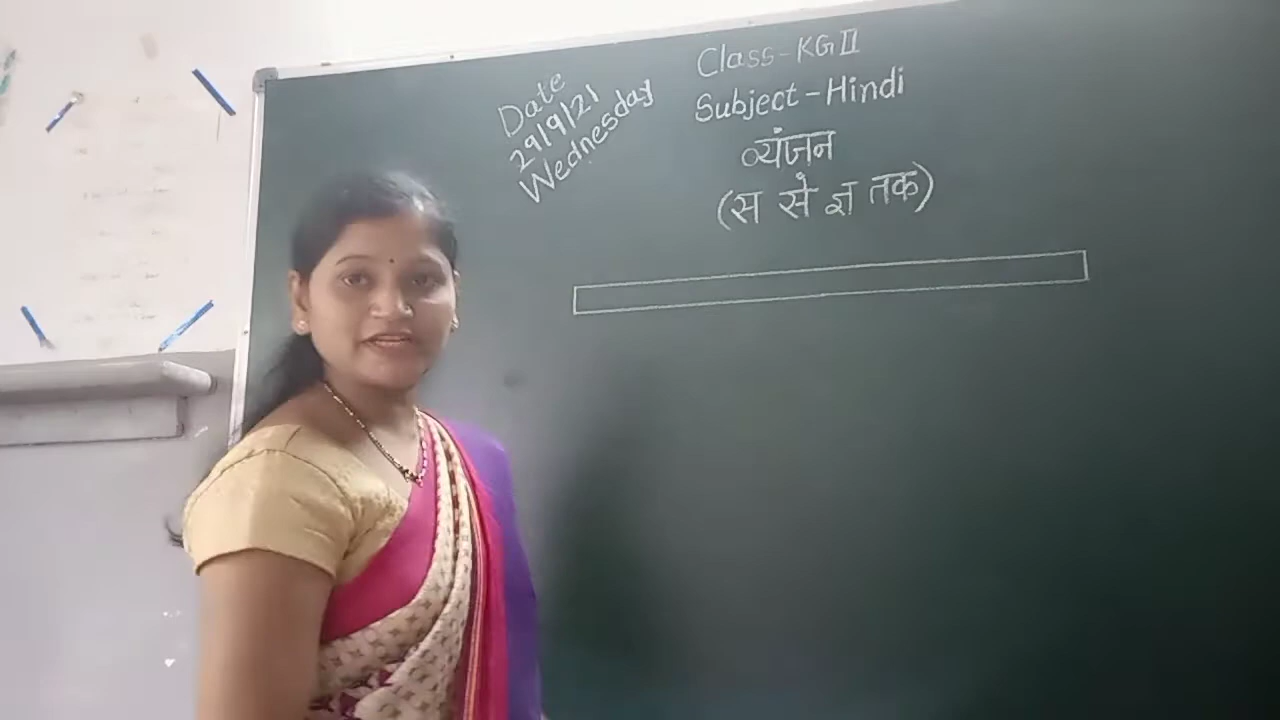 Date
29/9/21
Wednesday
Class-KG II
Subject-Hindi
व्यंजन
(स से ज्ञ तक)